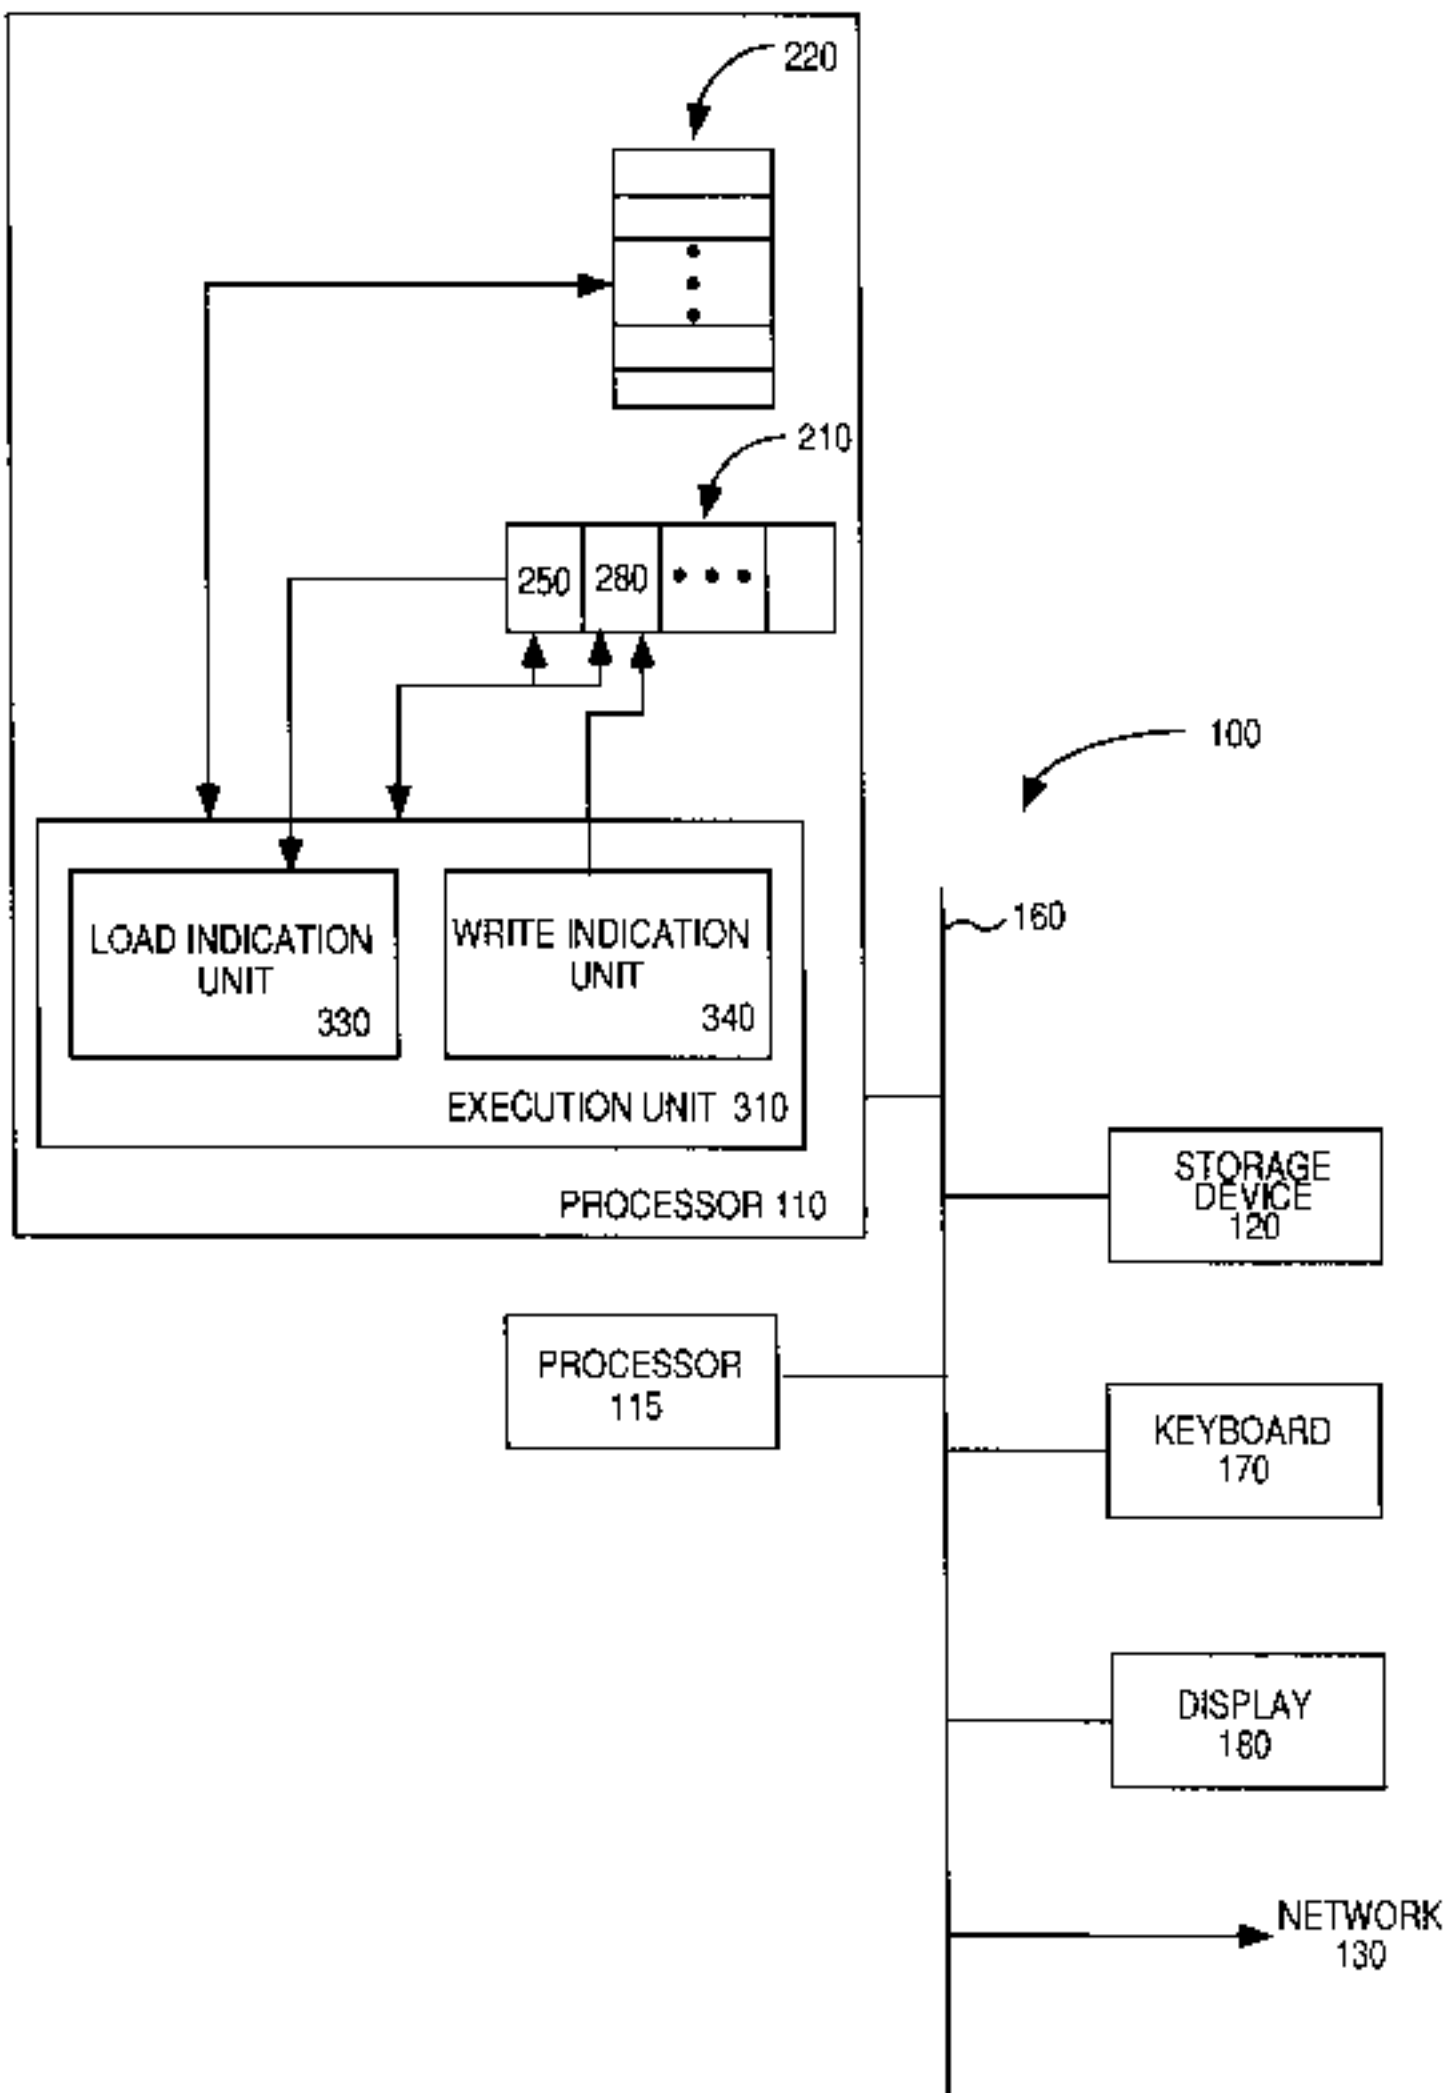 220
210
250
280
100
160
LOAD INDICATION
UNIT
330
WRITE INDICATION
UNIT
340
EXECUTION UNIT 310
PROCESSOR 110
STORAGE
DEVICE
120
PROCESSOR
115
KEYBOARD
170
DISPLAY
180
NETWORK
130